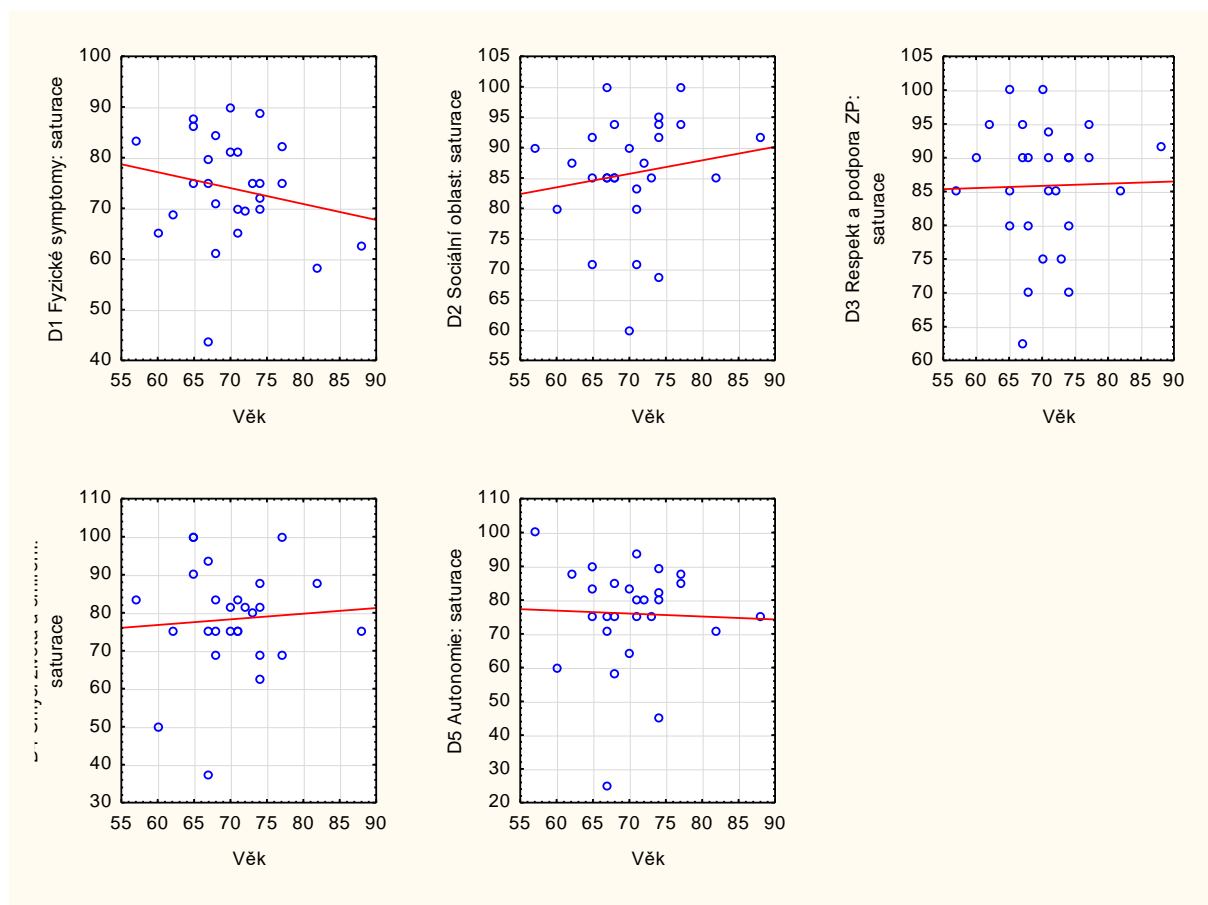 D1 Fyzické symptomy: saturace
100
90
80
70
60
50
40
55 60 65 70 75 80 85 90
Věk
D2 Sociální oblast: saturace
105
100
95
90
85
80
75
70
65
60
55
55 60 65 70 75 80 85 90
Věk
D3 Respekt a podpora ZP:
saturace
105
100
95
90
85
80
75
70
65
60
55 60 65 70 75 80 85 90
Věk
saturace
110
100
90
80
70
60
50
40
30
55 60 65 70 75 80 85 90
Věk
D5 Autonomie: saturace
110
100
90
80
70
60
50
40
30
20
55 60 65 70 75 80 85 90
Věk